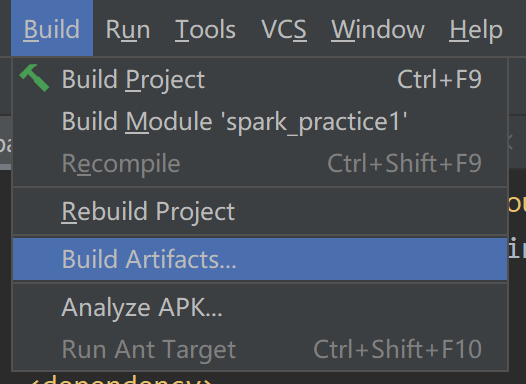 Build Run Tools VCS Window Help
Build Project Ctrl+F9
Build Module 'spark_practice1'
Recompile Ctrl+Shift+F9
Rebuild Project
Build Artifacts...
Analyze APK...
Run Ant Target Ctrl+Shift+F10
<dependency>